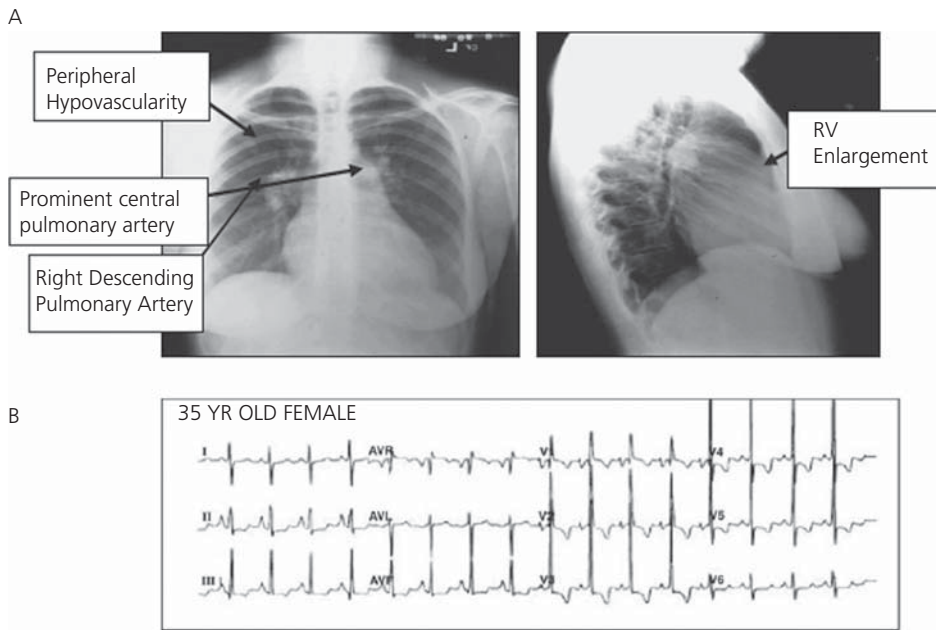 A
Peripheral
Hypovascularity
Prominent central
pulmonary artery
Right Descending
Pulmonary Artery
RV
Enlargement
B
35 YR OLD FEMALE
I
AVR
V1
V4
II
AVL
V2
V5
III
AVF
V3
V6